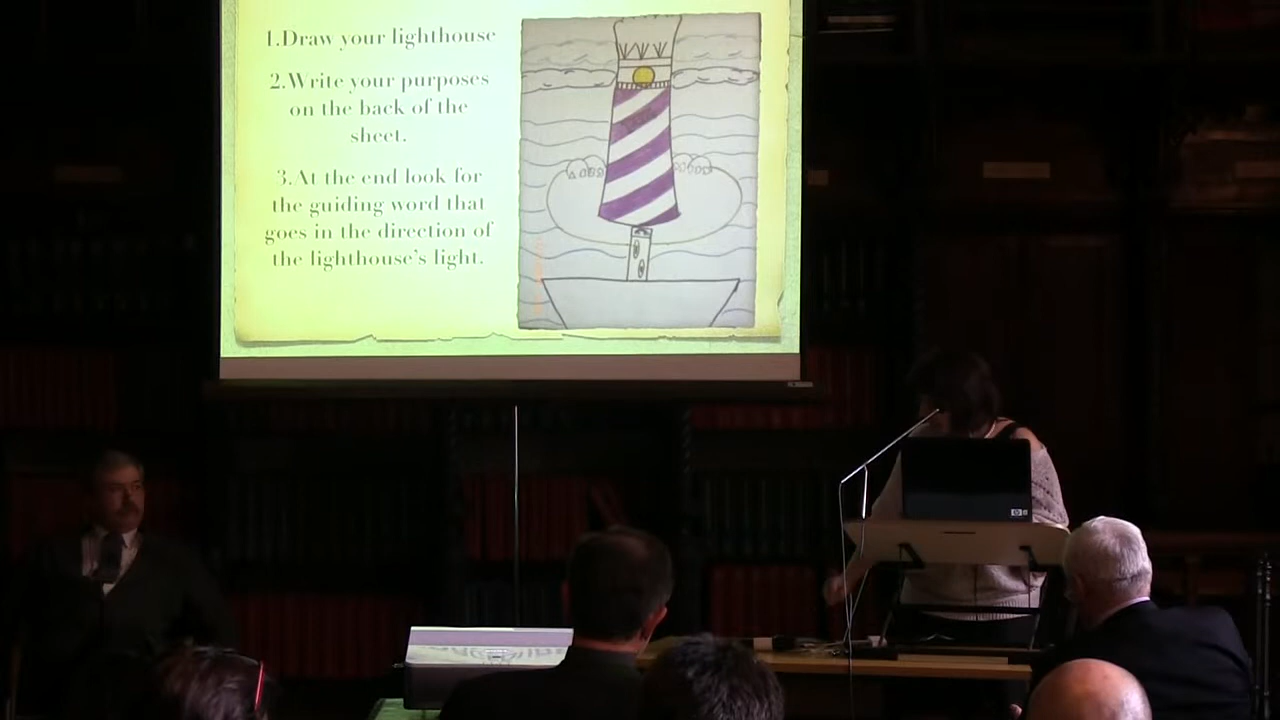 1.Draw your lighthouse
2.Write your purposes
on the back of the
sheet.
3.At the end look for
the guiding word that
goes in the direction of
the lighthouse's light.
hp